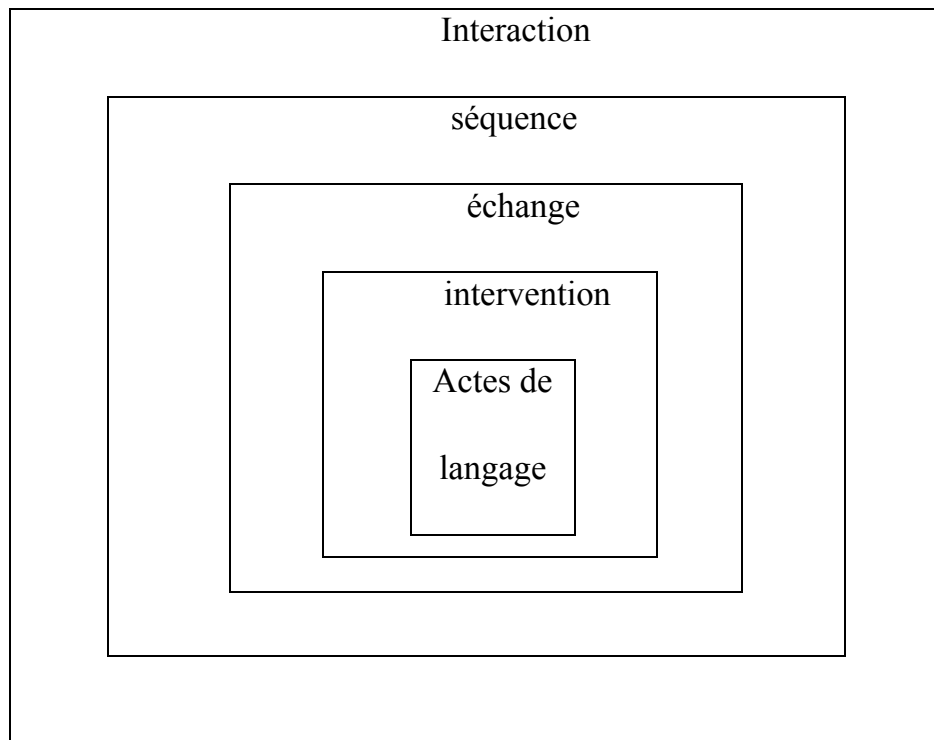 Interaction
séquence
échange
intervention
Actes de
langage